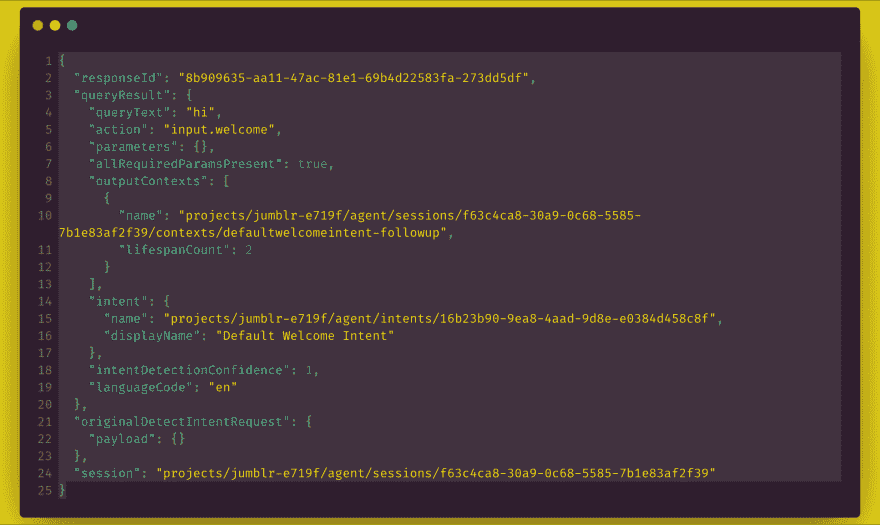 1 {
2 "responseId": "8b909635-aa11-47ac-81e1-69b4d22583fa-273dd5df",
3 "queryResult": {
4 "queryText": "hi",
5 "action": "input.welcome",
6 "parameters": {},
7 "allRequiredParamsPresent": true,
8 "outputContexts": [
9 {
10 "name": "projects/jumblr-e719f/agent/sessions/f63c4ca8-30a9-0c68-5585-
7b1e83af2f39/contexts/defaultwelcomeintent-followup",
11 "lifespanCount": 2
12 }
13 ],
14 "intent": {
15 "name": "projects/jumblr-e719f/agent/intents/16b23b90-9ea8-4aad-9d8e-e0384d458c8f",
16 "displayName": "Default Welcome Intent"
17 },
18 "intentDetectionConfidence": 1,
19 "languageCode": "en"
20 },
21 "originalDetectIntentRequest": {
22 "payload": {}
23 },
24 "session": "projects/jumblr-e719f/agent/sessions/f63c4ca8-30a9-0c68-5585-7b1e83af2f39"
25 }